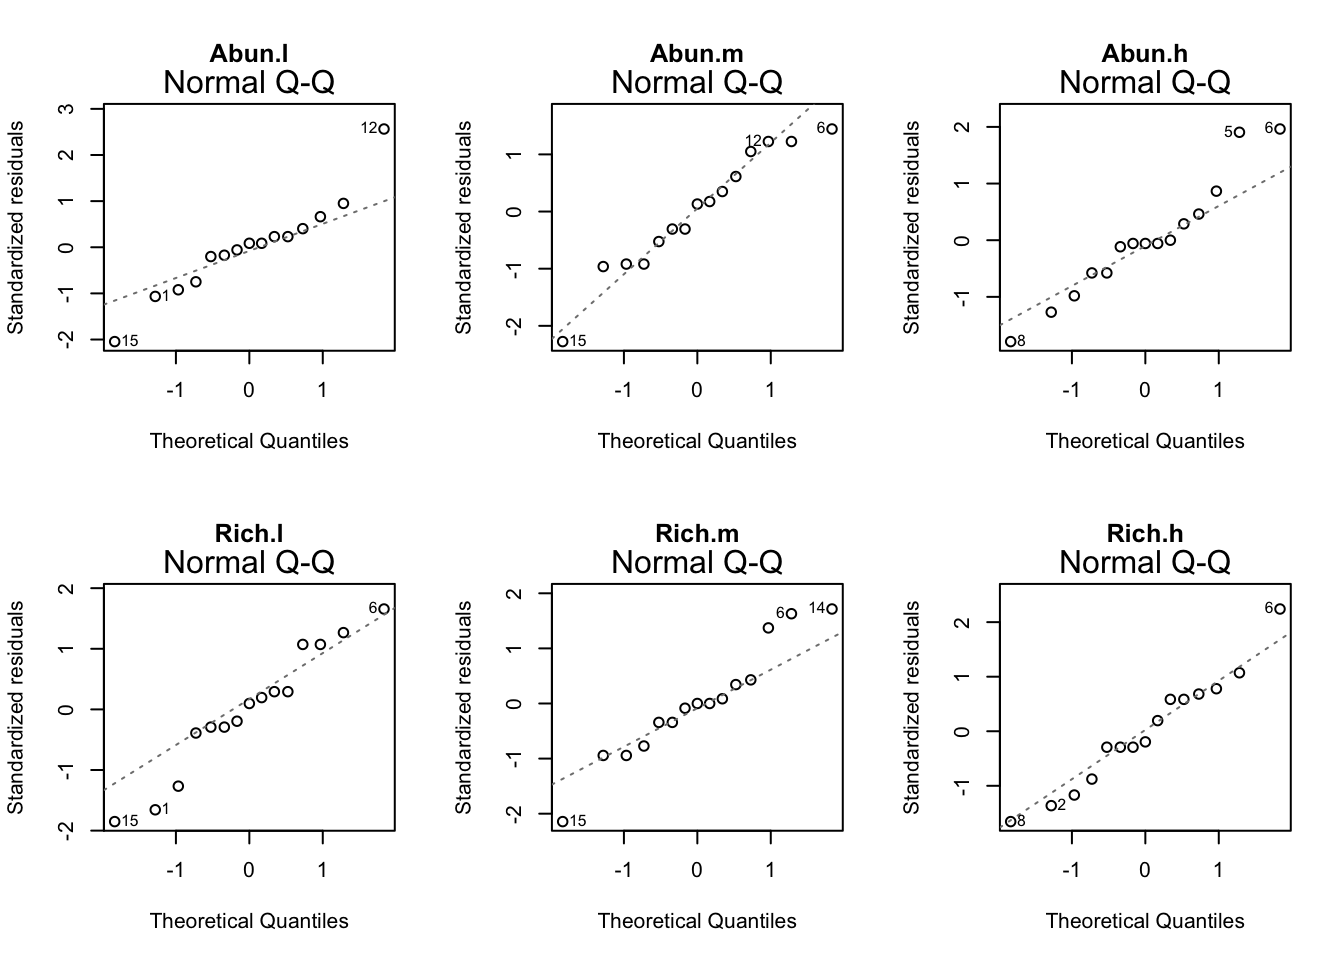 Abun.l
Normal Q-Q
Standardized residuals
3
2
1
0
-1
-2
12
1
15
-1 0 1
Theoretical Quantiles
Abun.m
Normal Q-Q
Standardized residuals
1
0
-1
-2
12
6
15
-1 0 1
Theoretical Quantiles
Abun.h
Normal Q-Q
Standardized residuals
2
1
0
-1
5
6
8
-1 0 1
Theoretical Quantiles
Rich.l
Normal Q-Q
Standardized residuals
2
1
0
-1
-2
6
1
15
-1 0 1
Theoretical Quantiles
Rich.m
Normal Q-Q
Standardized residuals
2
1
0
-1
-2
6
14
15
-1 0 1
Theoretical Quantiles
Rich.h
Normal Q-Q
Standardized residuals
2
1
0
-1
6
2
8
-1 0 1
Theoretical Quantiles